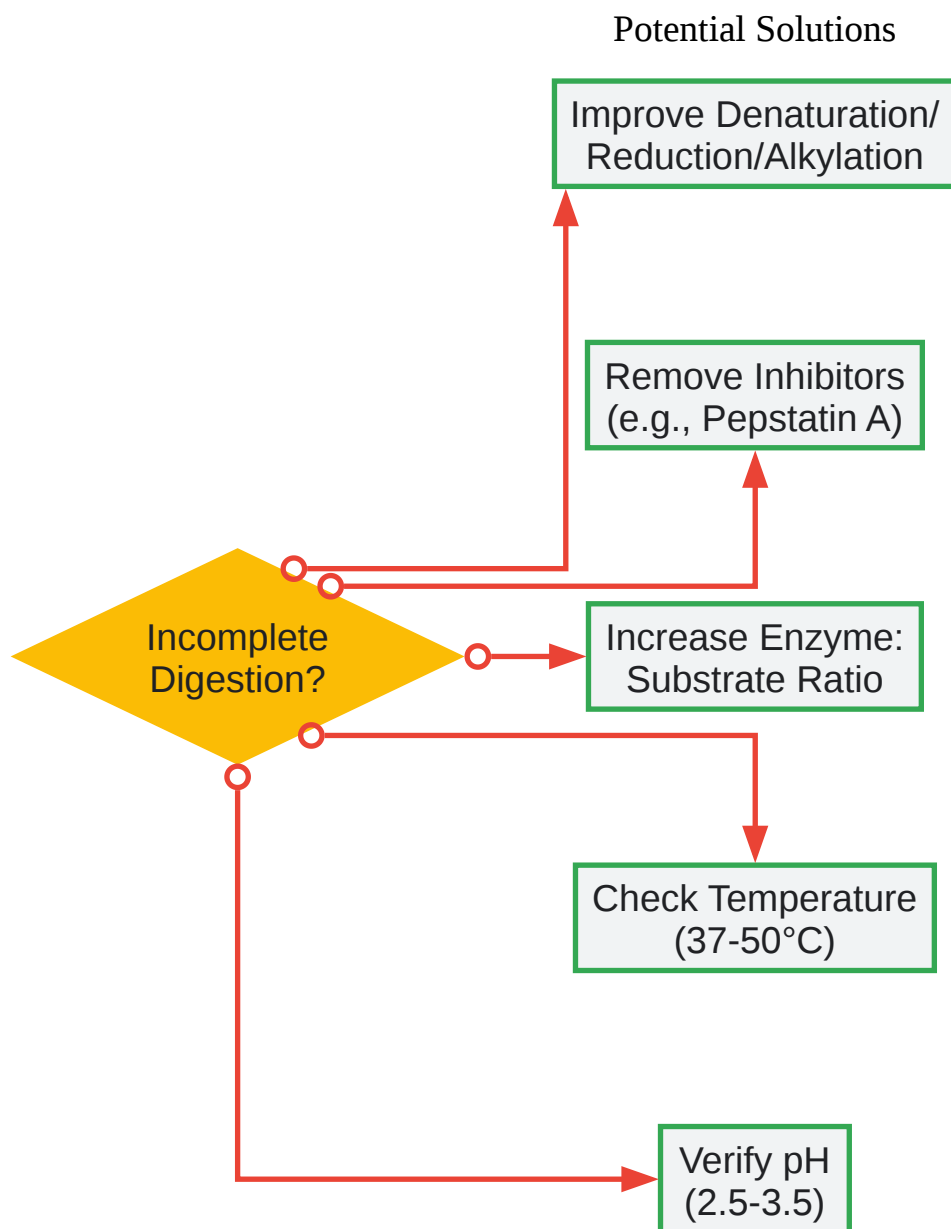 Potential Solutions
Improve Denaturation/
Reduction/Alkylation
Remove Inhibitors
(e.g., Pepstatin A)
Incomplete
Digestion?
Increase Enzyme:
Substrate Ratio
Check Temperature
(37-50°C)
Verify pH
(2.5-3.5)